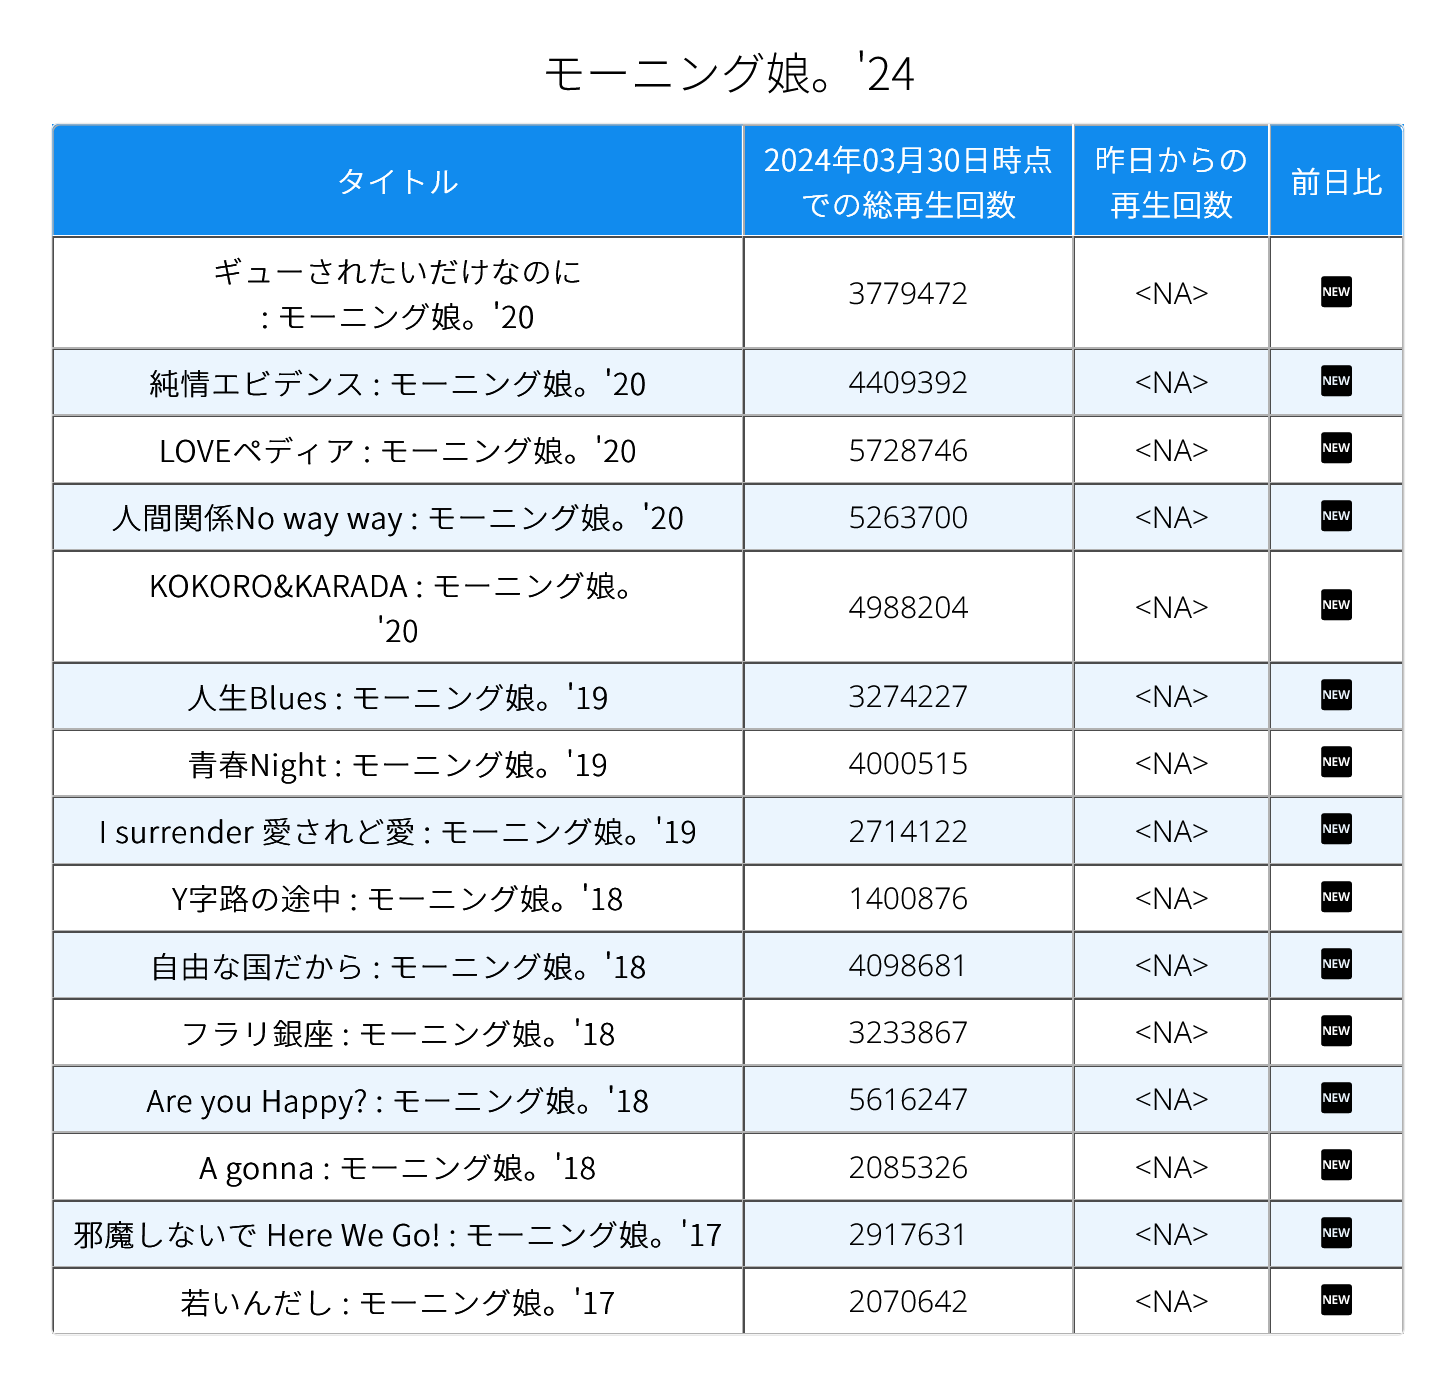 モーニング娘。'24
タイトル
2024年03月30日時点
での総再生回数
昨日からの
再生回数
前日比
ギューされたいだけなのに
: モーニング娘。'20
3779472
<NA>
NEW
純情エビデンス : モーニング娘。'20
4409392
<NA>
NEW
LOVEペディア : モーニング娘。'20
5728746
<NA>
NEW
人間関係No way way : モーニング娘。'20
5263700
<NA>
NEW
KOKORO&KARADA : モーニング娘。
'20
4988204
<NA>
NEW
人生Blues : モーニング娘。'19
3274227
<NA>
NEW
青春Night : モーニング娘。'19
4000515
<NA>
NEW
I surrender 愛されど愛 : モーニング娘。'19
2714122
<NA>
NEW
Y字路の途中 : モーニング娘。'18
1400876
<NA>
NEW
自由な国だから : モーニング娘。'18
4098681
<NA>
NEW
フラリ銀座 : モーニング娘。'18
3233867
<NA>
NEW
Are you Happy? : モーニング娘。'18
5616247
<NA>
NEW
A gonna : モーニング娘。'18
2085326
<NA>
NEW
邪魔しないで Here We Go! : モーニング娘。'17
2917631
<NA>
NEW
若いんだし : モーニング娘。'17
2070642
<NA>
NEW